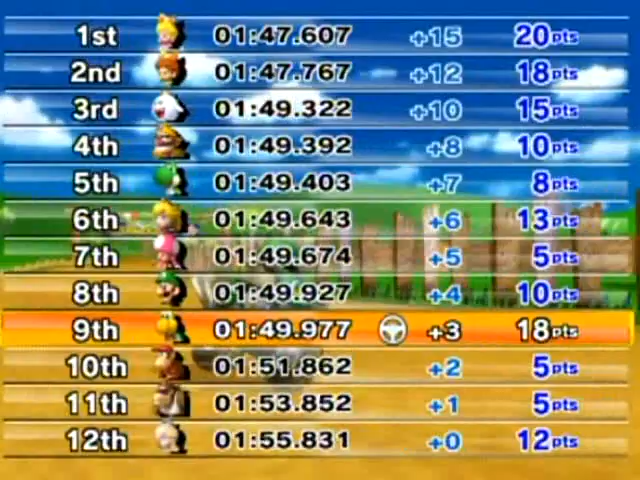 1st 01:47.607 +15 20pts
2nd 01:47.767 +12 18pts
3rd 01:49.322 +10 15pts
4th 01:49.392 +8 10pts
5th 01:49.403 +7 8pts
6th 01:49.643 +6 13pts
7th 01:49.674 +5 5pts
8th 01:49.927 +4 10pts
9th 01:49.977 +3 18pts
10th 01:51.862 +2 5pts
11th 01:53.852 +1 5pts
12th 01:55.831 +0 12pts